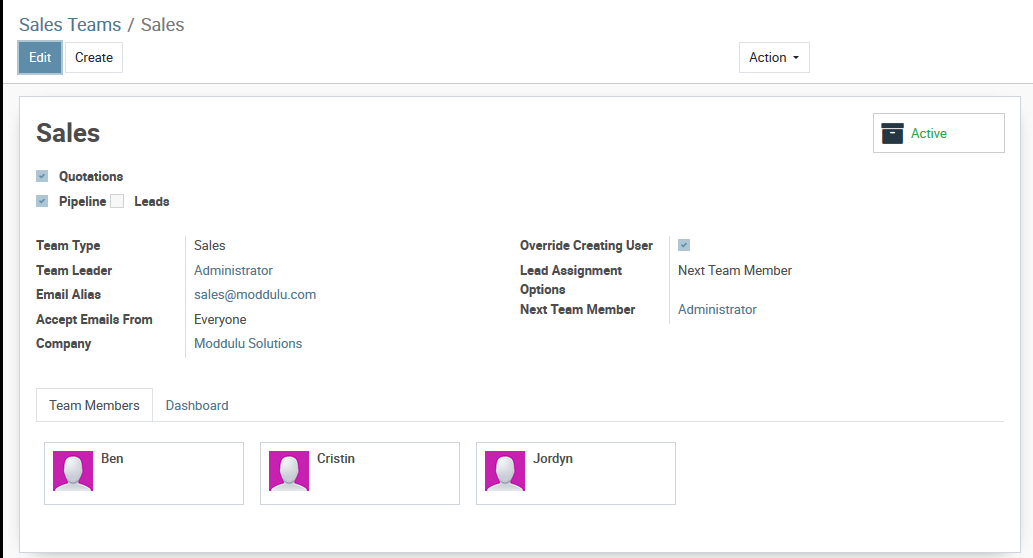 Sales Teams / Sales
Edit Create Action
Sales
Active
Quotations
Pipeline Leads
Team Type Sales
Team Leader Administrator
Email Alias sales@moddulu.com
Accept Emails From Everyone
Company Moddulu Solutions
Override Creating User
Lead Assignment Options Next Team Member
Next Team Member Administrator
Team Members Dashboard
Ben Cristin Jordyn